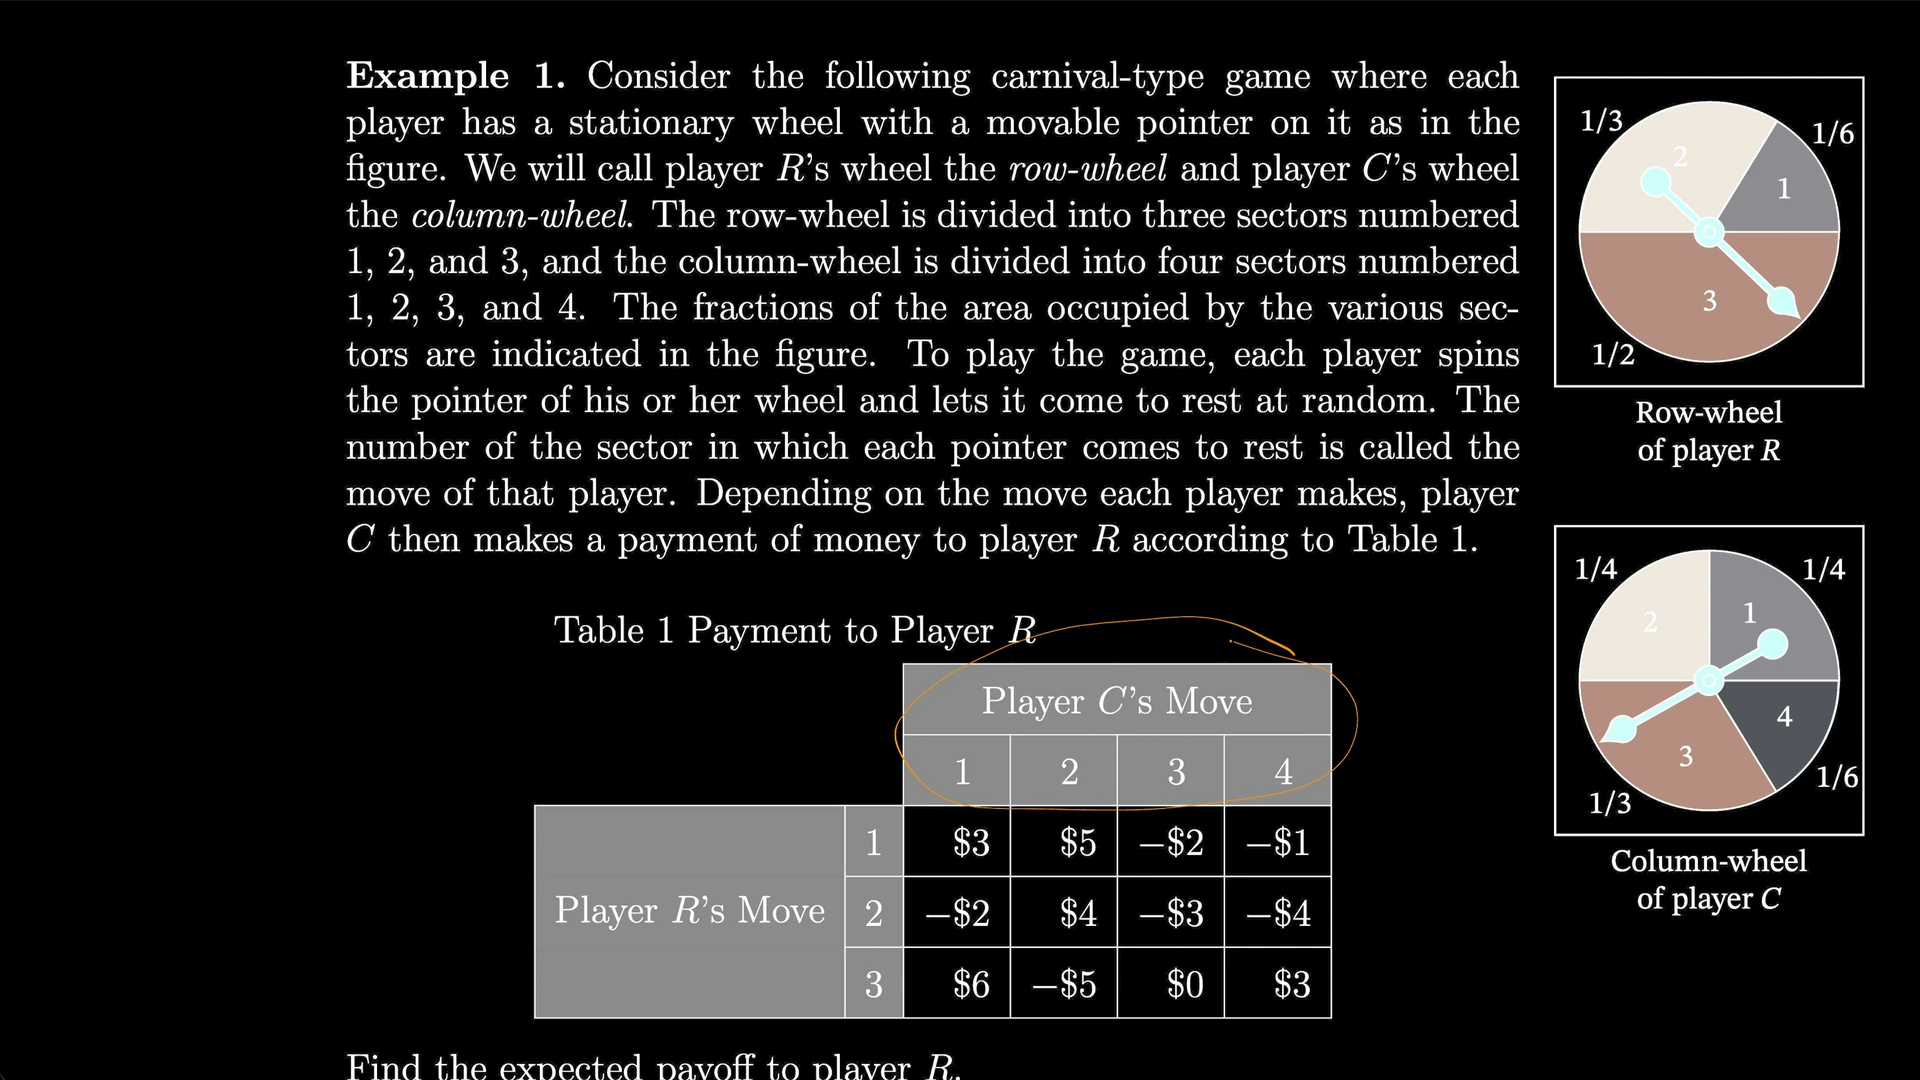 Example 1. Consider the following carnival-type game where each
player has a stationary wheel with a movable pointer on it as in the
figure. We will call player R's wheel the row-wheel and player C's wheel
the column-wheel. The row-wheel is divided into three sectors numbered
1, 2, and 3, and the column-wheel is divided into four sectors numbered
1, 2, 3, and 4. The fractions of the area occupied by the various sec-
tors are indicated in the figure. To play the game, each player spins
the pointer of his or her wheel and lets it come to rest at random. The
number of the sector in which each pointer comes to rest is called the
move of that player. Depending on the move each player makes, player
C then makes a payment of money to player R according to Table 1.
Table 1 Payment to Player R
Player C's Move
1 2 3 4
1 $3 $5 −$2 −$1
Player R's Move 2 −$2 $4 −$3 −$4
3 $6 −$5 $0 $3
Find the expected payoff to player R.
1/3 1/6
2
1
3
1/2
Row-wheel
of player R
1/4 1/4
2 1
4
3
1/6
1/3
Column-wheel
of player C